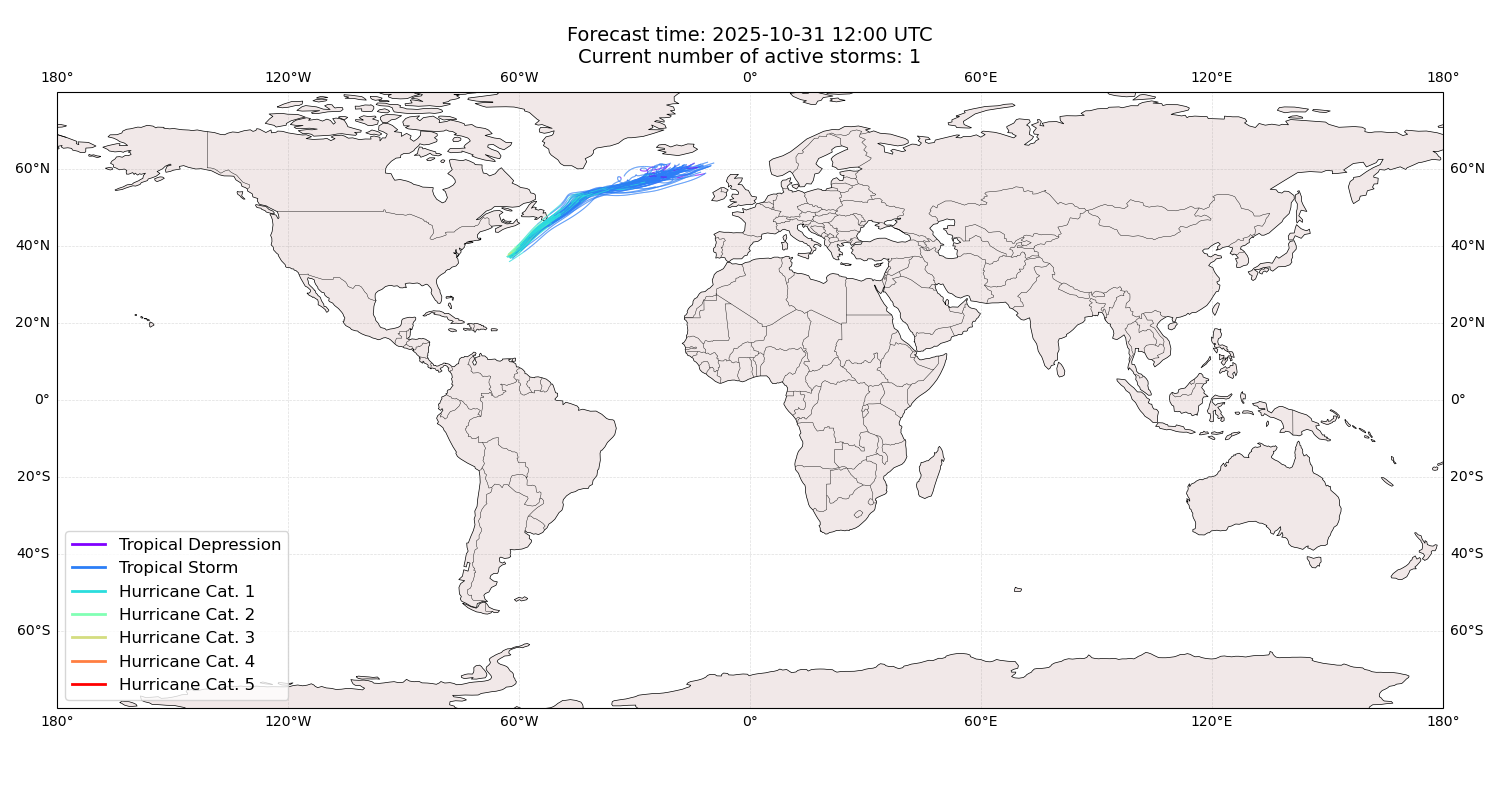 Forecast time: 2025-10-31 12:00 UTC
Current number of active storms: 1
180° 120°W 60°W 0° 60°E 120°E 180°
60°N 60°N
40°N 40°N
20°N 20°N
0° 0°
20°S 20°S
40°S 40°S
60°S 60°S
Tropical Depression
Tropical Storm
Hurricane Cat. 1
Hurricane Cat. 2
Hurricane Cat. 3
Hurricane Cat. 4
Hurricane Cat. 5
180° 120°W 60°W 0° 60°E 120°E 180°